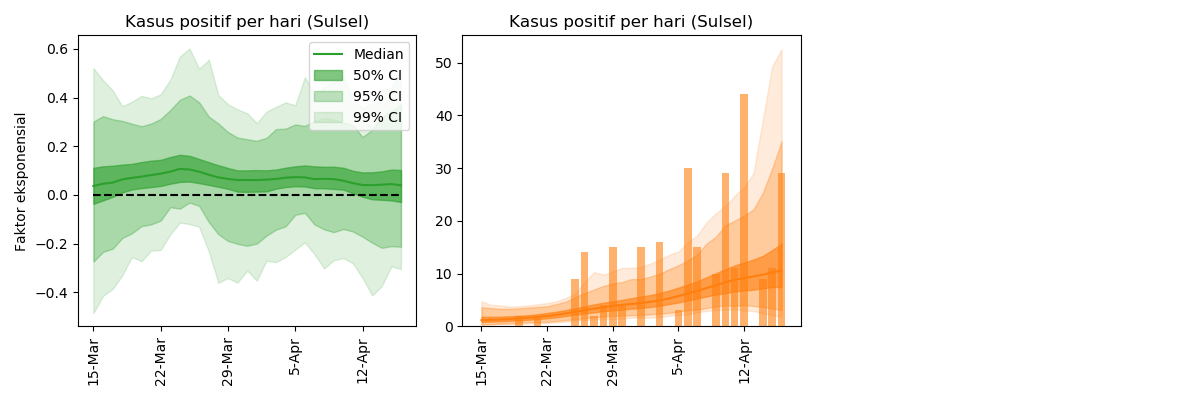 Kasus positif per hari (Sulsel)
Faktor eksponensial
0.6
0.4
0.2
0.0
−0.2
−0.4
Median
50% CI
95% CI
99% CI
15-Mar
22-Mar
29-Mar
5-Apr
12-Apr
Kasus positif per hari (Sulsel)
50
40
30
20
10
0
15-Mar
22-Mar
29-Mar
5-Apr
12-Apr